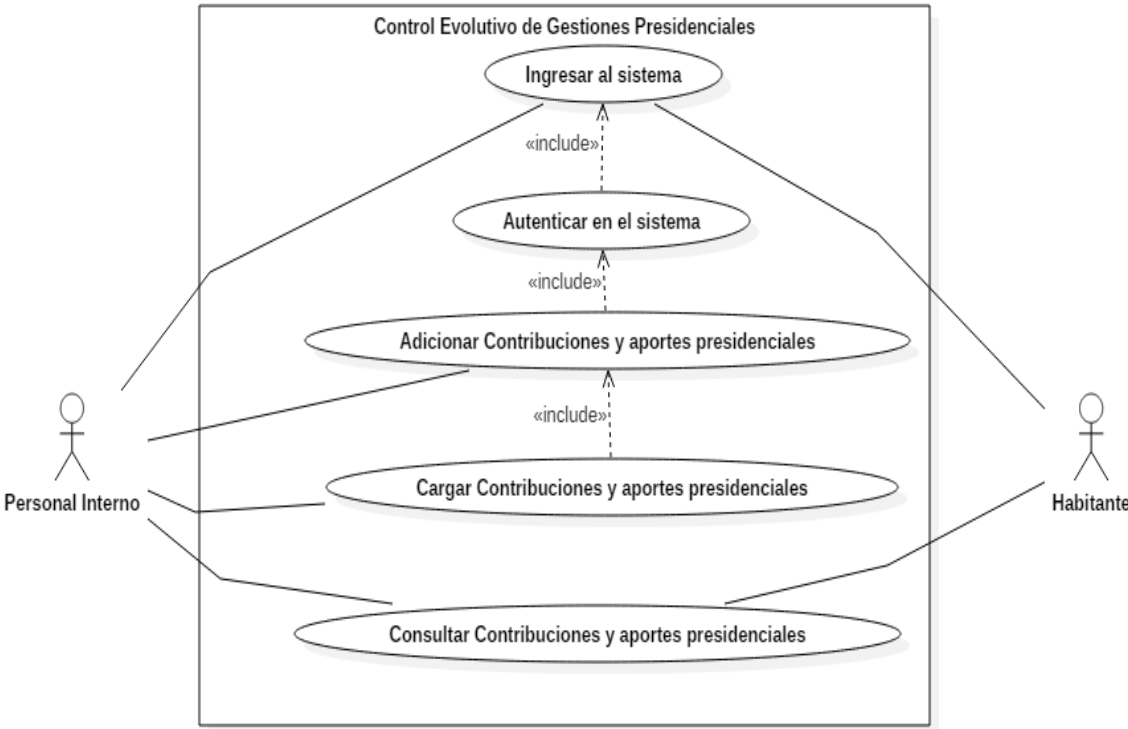 Control Evolutivo de Gestiones Presidenciales
Ingresar al sistema
«include»
Autenticar en el sistema
«include»
Adicionar Contribuciones y aportes presidenciales
«include»
Cargar Contribuciones y aportes presidenciales
Personal Interno
Habitante
Consultar Contribuciones y aportes presidenciales